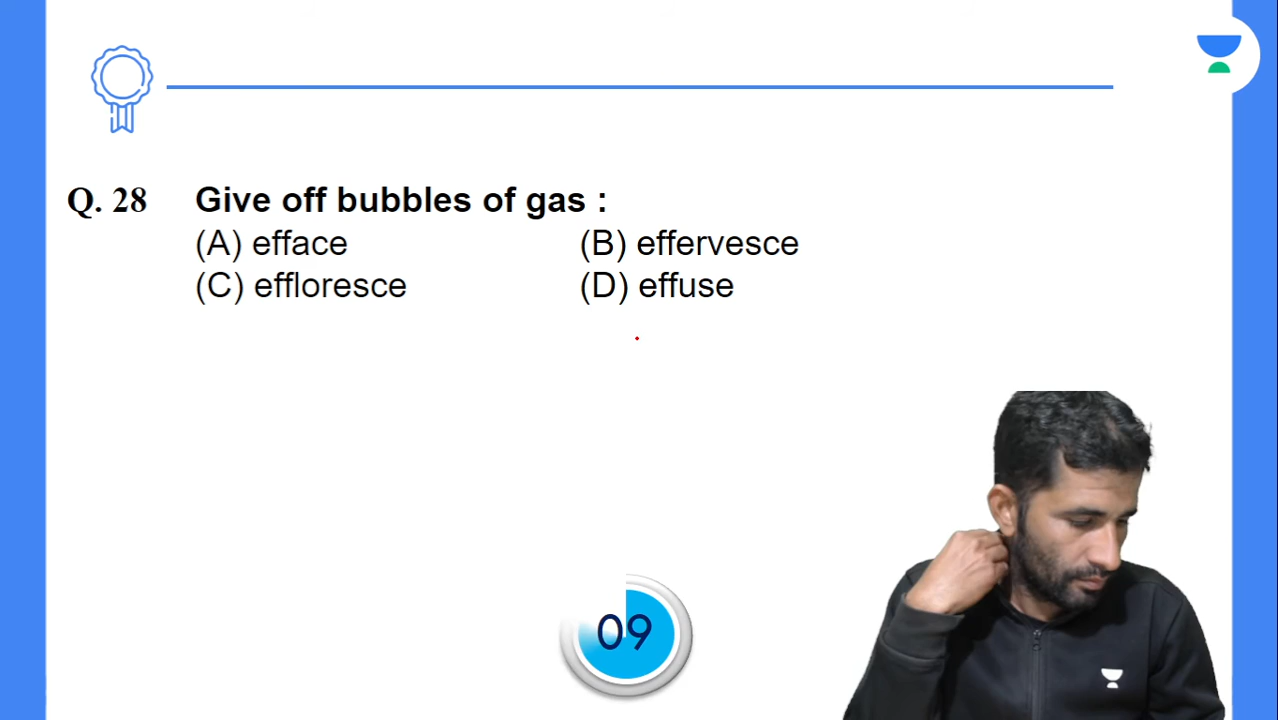 Q. 28 Give off bubbles of gas :
(A) efface (B) effervesce
(C) effloresce (D) effuse
09